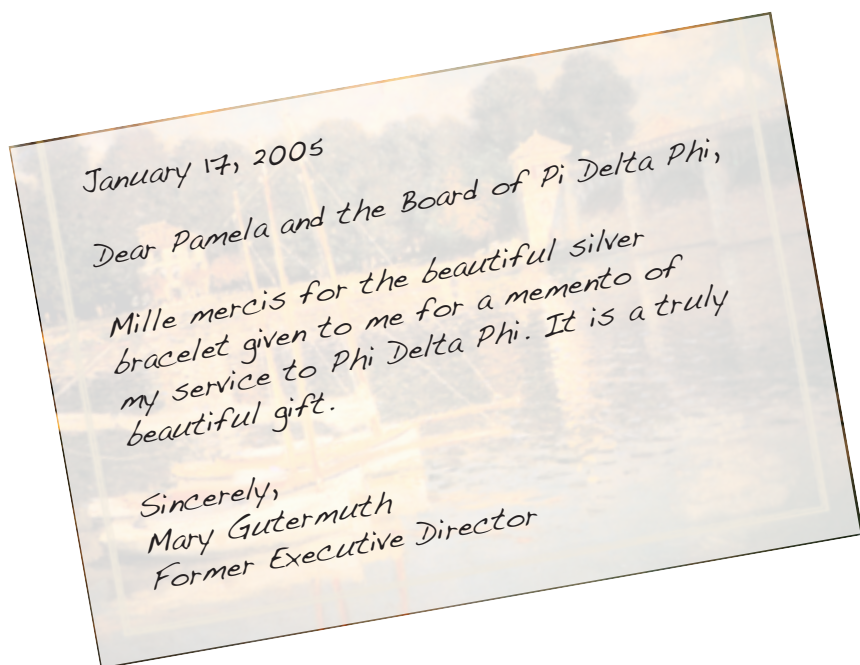 January 17, 2005
Dear Pamela and the Board of Pi Delta Phi,
Mille mercis for the beautiful silver
bracelet given to me for a memento of
my service to Phi Delta Phi. It is a truly
beautiful gift.
Sincerely,
Mary Gutermuth
Former Executive Director